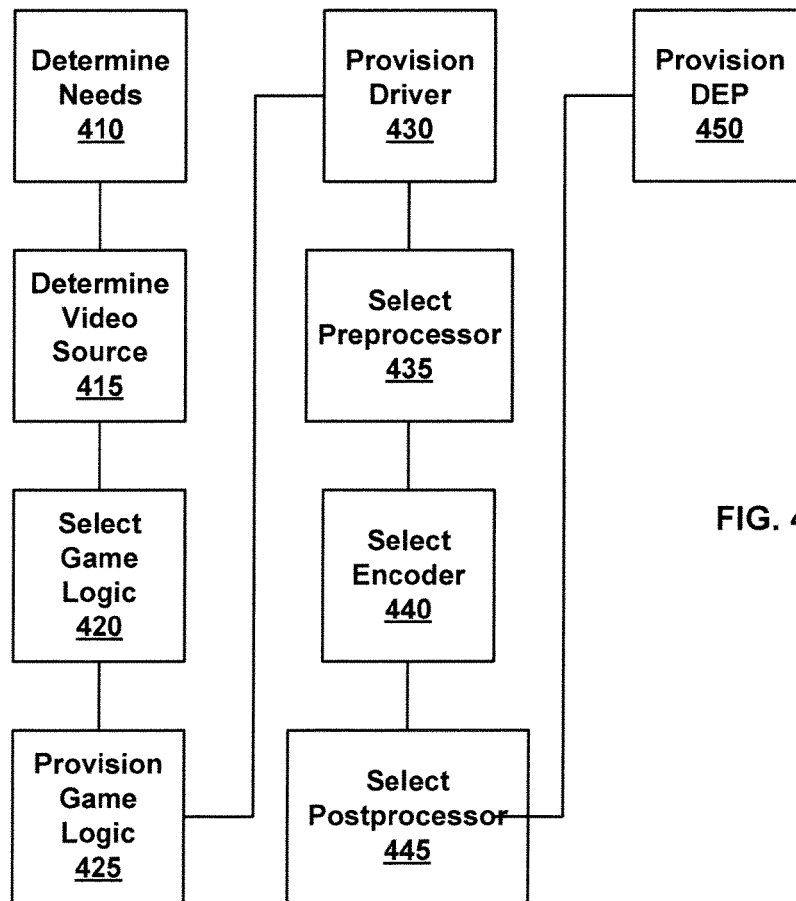 Determine
Needs
410
Determine
Video
Source
415
Select
Game
Logic
420
Provision
Game
Logic
425
Provision
Driver
430
Select
Preprocessor
435
Select
Encoder
440
Select
Postprocessor
445
Provision
DEP
450
FIG. 4